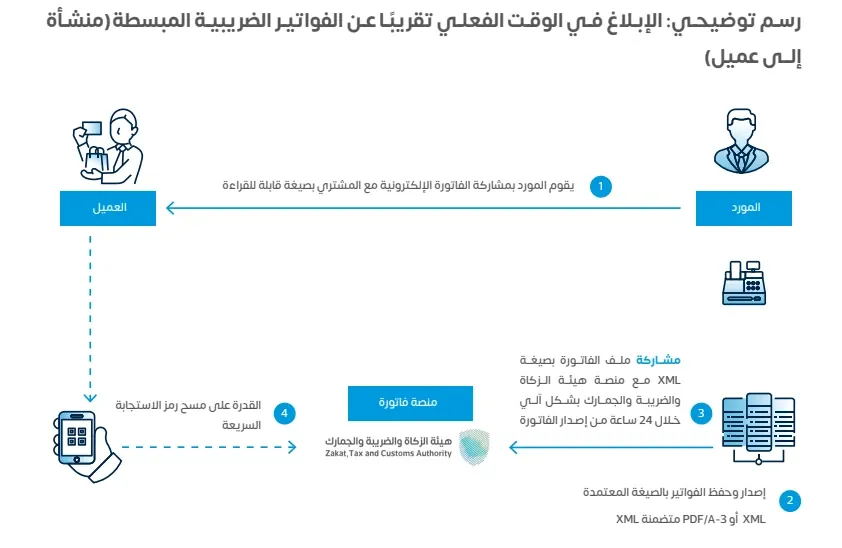 رسم توضيحي: الإبلاغ في الوقت الفعلي تقريبًا عن الفواتير الضريبية المبسطة (منشأة
إلى عميل)
1 يقوم المورد بمشاركة الفاتورة الإلكترونية مع المشتري بصيغة قابلة للقراءة
المورد
العميل
مشاركة ملف الفاتورة بصيغة
XML مع منصة هيئة الزكاة
والضريبة والجمارك بشكل آلي
خلال 24 ساعة من إصدار الفاتورة
3
منصة فاتورة
هيئة الزكاة والضريبة والجمارك
Zakat, Tax and Customs Authority
4 القدرة على مسح رمز الاستجابة
السريعة
2 إصدار وحفظ الفواتير بالصيغة المعتمدة
XML أو PDF/A-3 متضمنة XML